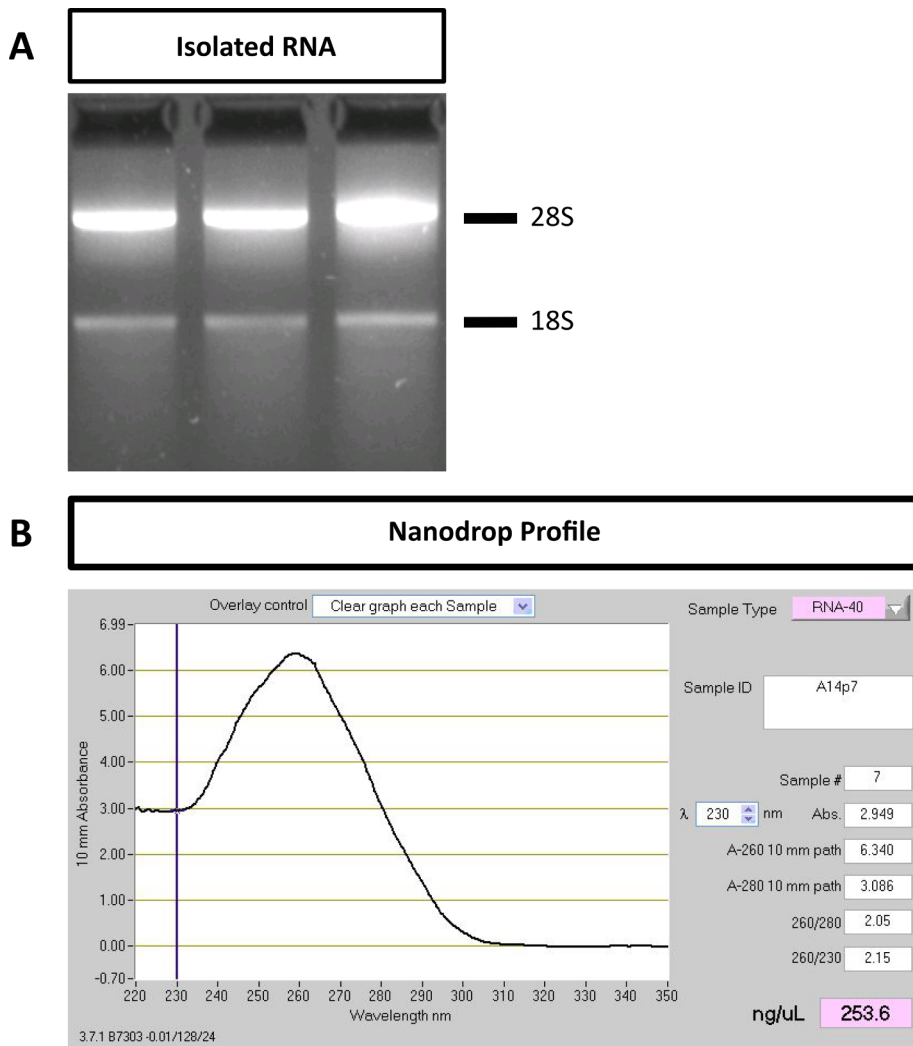 A
Isolated RNA
28S
18S
B
Nanodrop Profile
Overlay control Clear graph each Sample
Sample Type RNA-40
Sample ID A14p7
Sample # 7
λ 230 nm Abs. 2.949
A-260 10 mm path 6.340
A-280 10 mm path 3.086
260/280 2.05
260/230 2.15
ng/uL 253.6
10 mm Absorbance
6.99
6.00
5.00
4.00
3.00
2.00
1.00
0.00
-0.70
220 230 240 250 260 270 280 290 300 310 320 330 340 350
Wavelength nm
3.7.1 B7303 -0.01/128/24